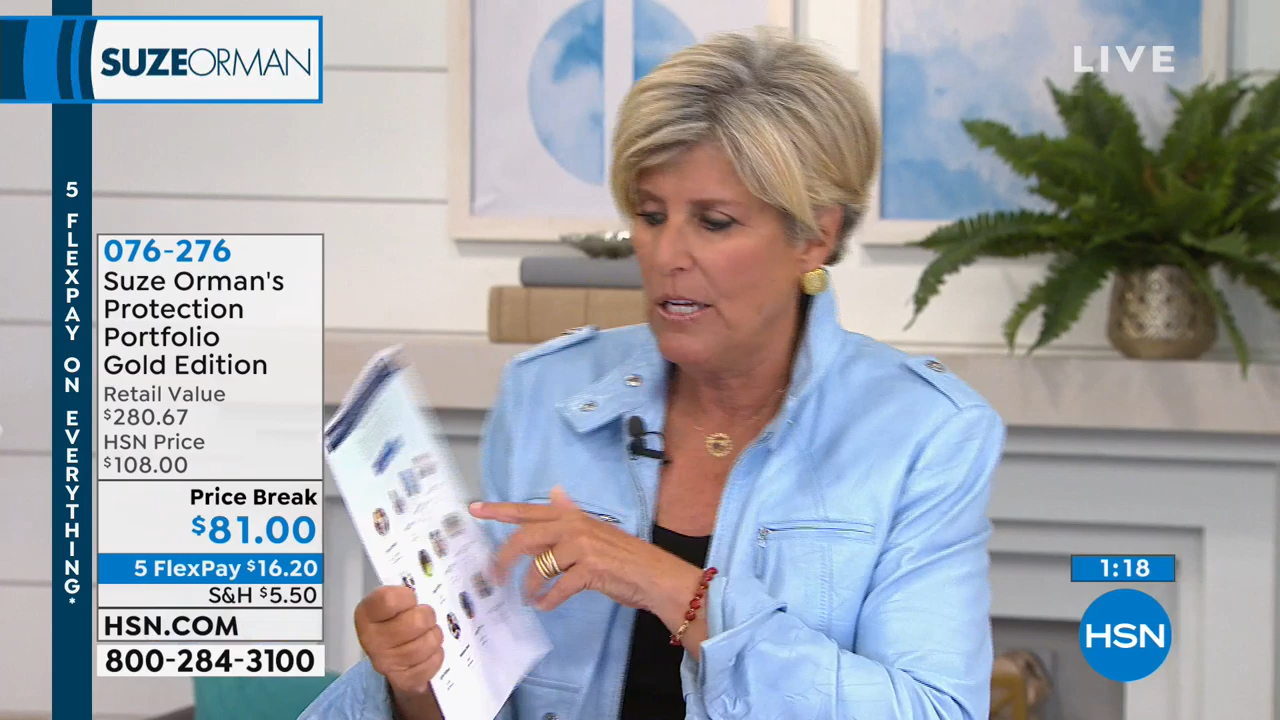 SUZEORMAN
LIVE
5 FLEXPAY ON EVERYTHING*
076-276
Suze Orman's
Protection
Portfolio
Gold Edition
Retail Value
$280.67
HSN Price
$108.00
Price Break
$81.00
5 FlexPay $16.20
S&H $5.50
HSN.COM
800-284-3100
1:18
HSN